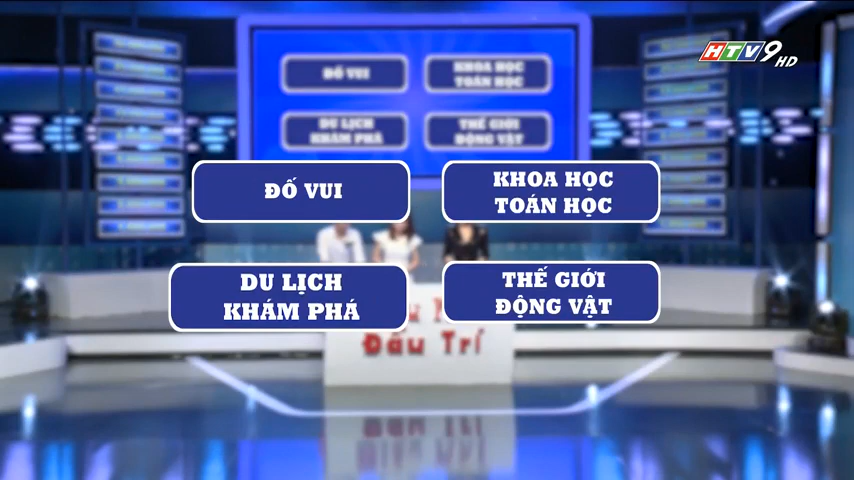 HTV9 HD
ĐỐ VUI
KHOA HỌC
TOÁN HỌC
DU LỊCH
KHÁM PHÁ
THẾ GIỚI
ĐỘNG VẬT
ĐỐ VUI
KHOA HỌC
TOÁN HỌC
DU LỊCH
KHÁM PHÁ
THẾ GIỚI
ĐỘNG VẬT
Đấu Trí